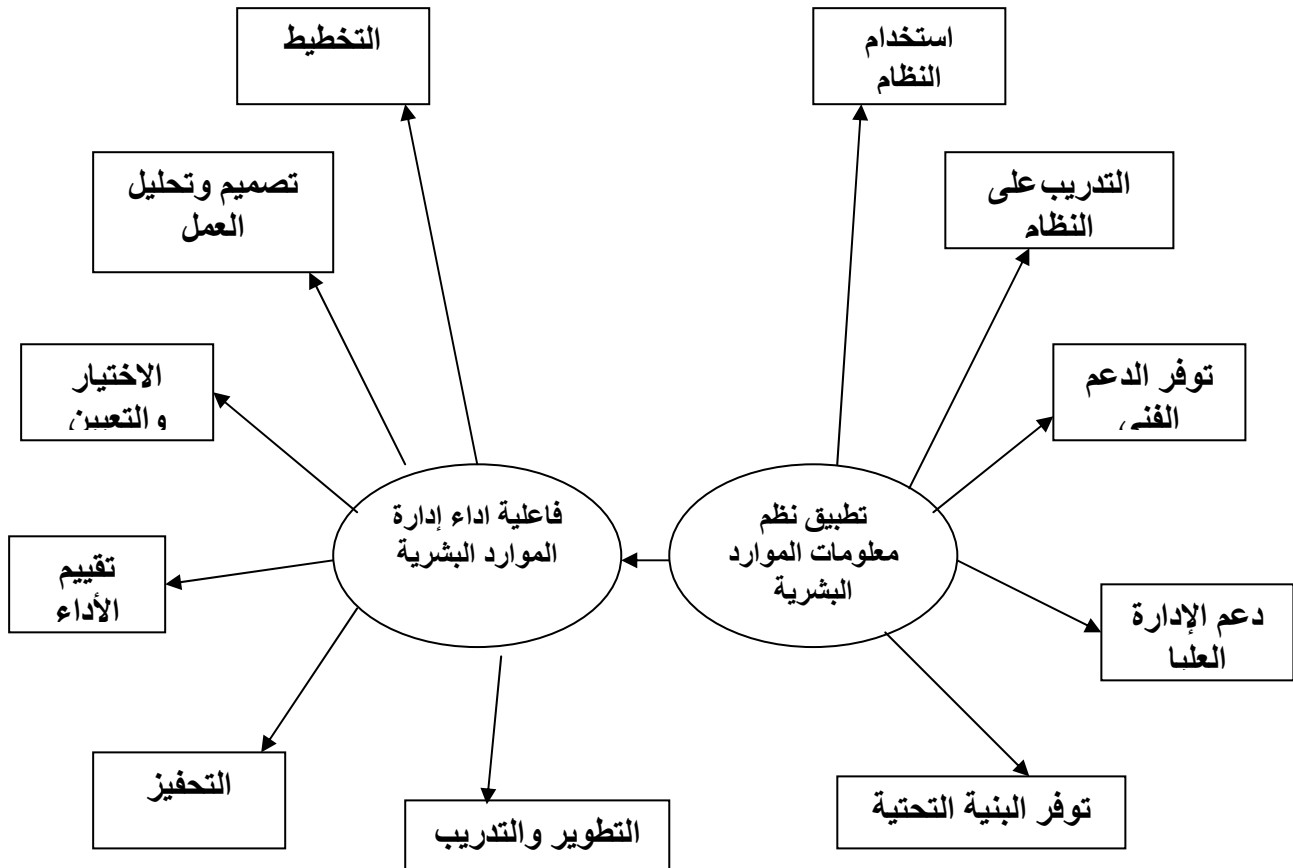 استخدام
النظام
التخطيط
التدريب على
النظام
تصميم وتحليل
العمل
توفر الدعم
الفني
الاختيار
والتعيين
تطبيق نظم
معلومات الموارد
البشرية
فاعلية اداء إدارة
الموارد البشرية
تقييم
الأداء
دعم الإدارة
العليا
التحفيز
توفر البنية التحتية
التطوير والتدريب